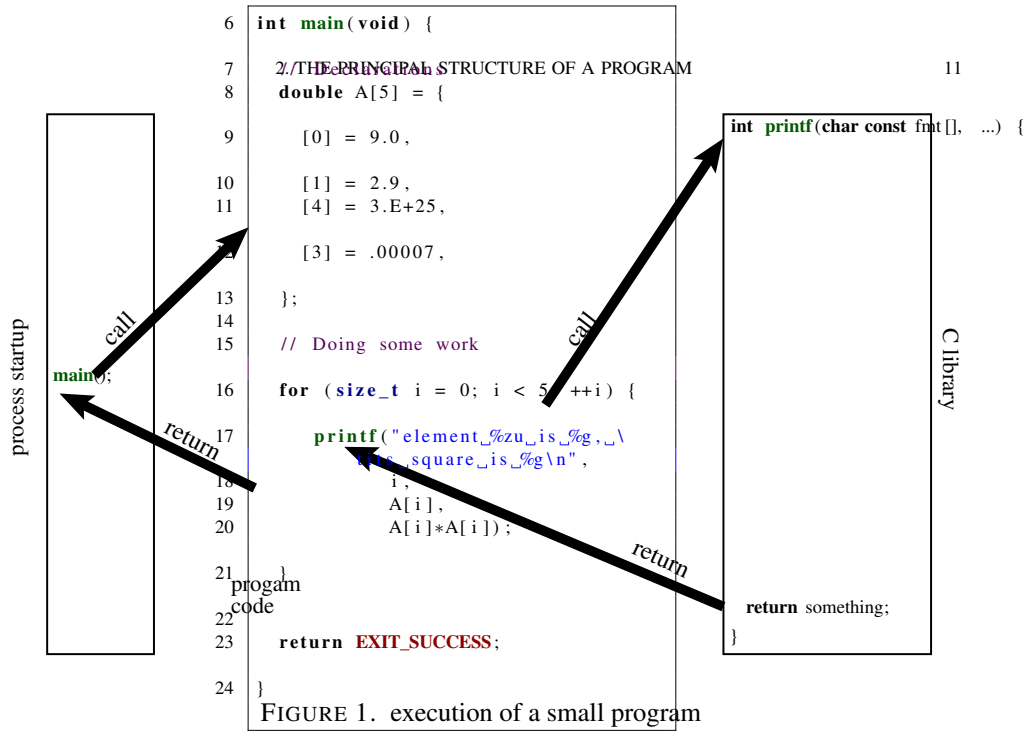 6 int main(void) {
2. THE PRINCIPAL STRUCTURE OF A PROGRAM 11
7 // Declarations
8 double A[5] = {
9 [0] = 9.0,
10 [1] = 2.9,
11 [4] = 3.E+25,
12 [3] = .00007,
13 };
14
15 // Doing some work
16 for (size_t i = 0; i < 5; ++i) {
17 printf("element␣%zu␣is␣%g,␣\
tits␣square␣is␣%g\n",
18 i,
19 A[i],
20 A[i]*A[i]);
21 }
22
23 return EXIT_SUCCESS;
24 }
process startup
main();
call
return
progam
code
call
return
int printf(char const fmt[], ...) {
return something;
}
C library
FIGURE 1. execution of a small program